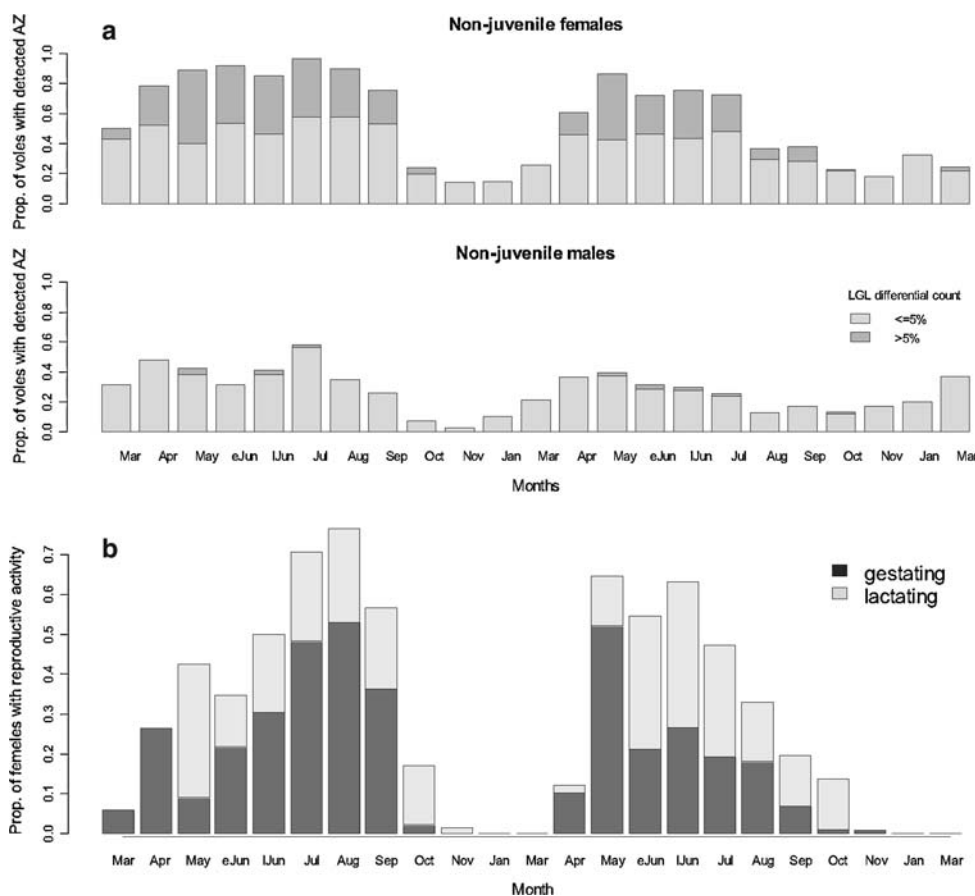 a
Non-juvenile females
Prop. of voles with detected AZ
1.0
0.8
0.6
0.4
0.2
0.0
Non-juvenile males
Prop. of voles with detected AZ
1.0
0.8
0.6
0.4
0.2
0.0
LGL differential count
<=5%
>5%
Mar Apr May eJun lJun Jul Aug Sep Oct Nov Jan Mar Apr May eJun lJun Jul Aug Sep Oct Nov Jan Mar
Months
b
Prop. of femeles with reproductive activity
0.7
0.6
0.5
0.4
0.3
0.2
0.1
0.0
gestating
lactating
Mar Apr May eJun lJun Jul Aug Sep Oct Nov Jan Mar Apr May eJun lJun Jul Aug Sep Oct Nov Jan Mar
Month